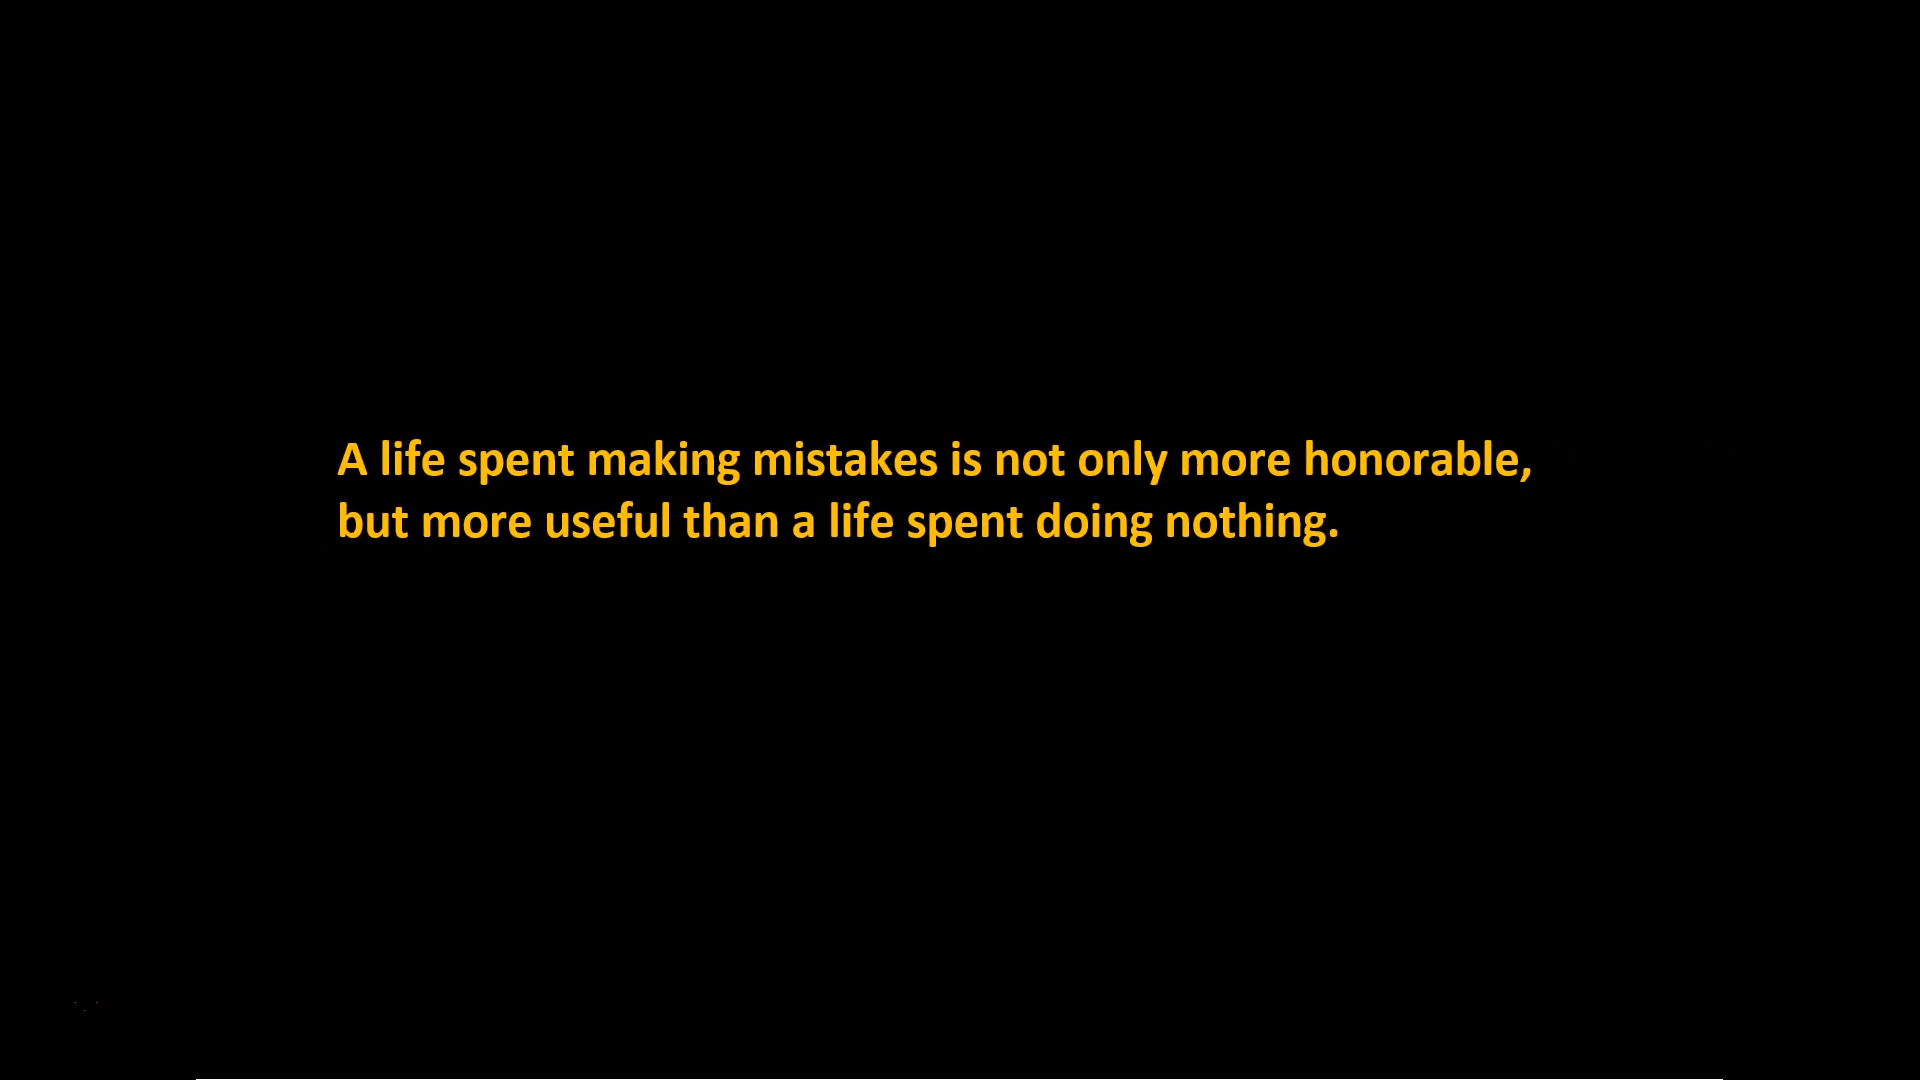 A life spent making mistakes is not only more honorable,
but more useful than a life spent doing nothing.